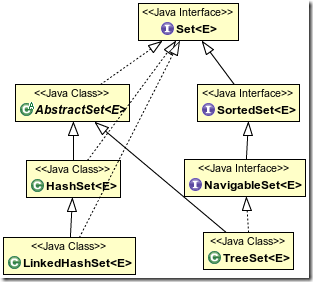 <<Java Interface>>
I Set<E>
<<Java Class>>
C A AbstractSet<E>
<<Java Interface>>
I SortedSet<E>
<<Java Class>>
C HashSet<E>
<<Java Interface>>
I NavigableSet<E>
<<Java Class>>
C LinkedHashSet<E>
<<Java Class>>
C TreeSet<E>